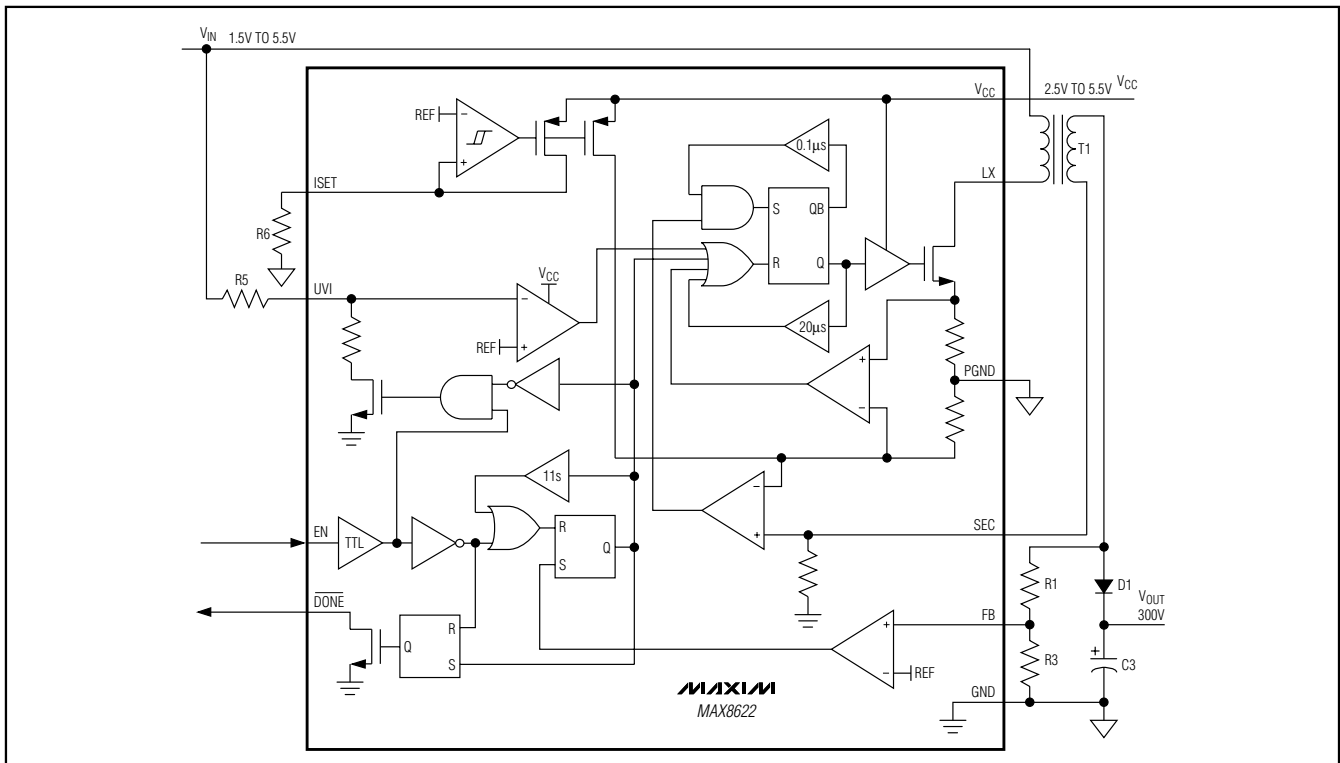 VIN 1.5V TO 5.5V
VCC 2.5V TO 5.5V VCC
REF
−
+
0.1μs
T1
LX
ISET
S QB
R6
R Q
R5
UVI
VCC
−
REF
+
20μs
+
PGND
−
11s
−
EN
TTL
R
Q
+
SEC
S
R1
D1
DONE
VOUT
300V
FB
R
Q
+
S
−
REF
R3
+
C3
MAXIM
GND
MAX8622